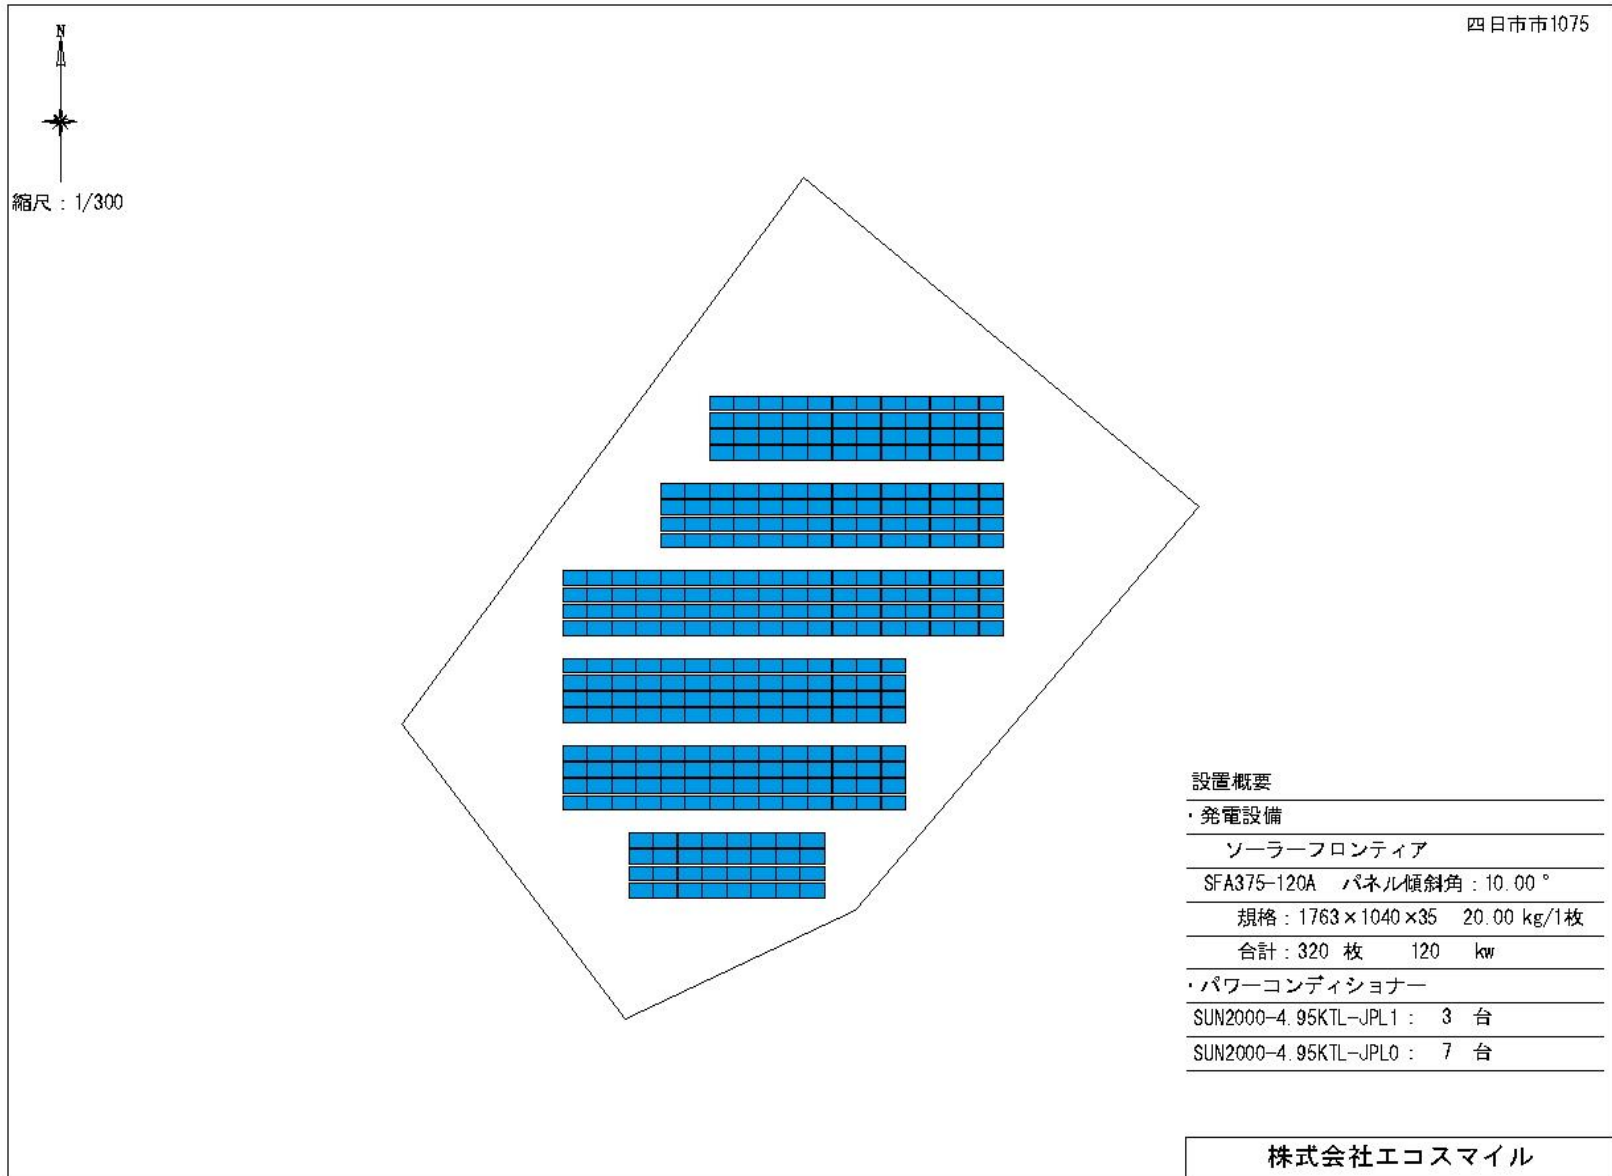 四日市市1075
N
縮尺：1/300
設置概要
・発電設備
ソーラーフロンティア
SFA375-120A パネル傾斜角：10.00°
規格：1763×1040×35 20.00 kg/1枚
合計：320 枚 120 kw
・パワーコンディショナー
SUN2000-4.95KTL-JPL1： 3 台
SUN2000-4.95KTL-JPL0： 7 台
株式会社エコスマイル